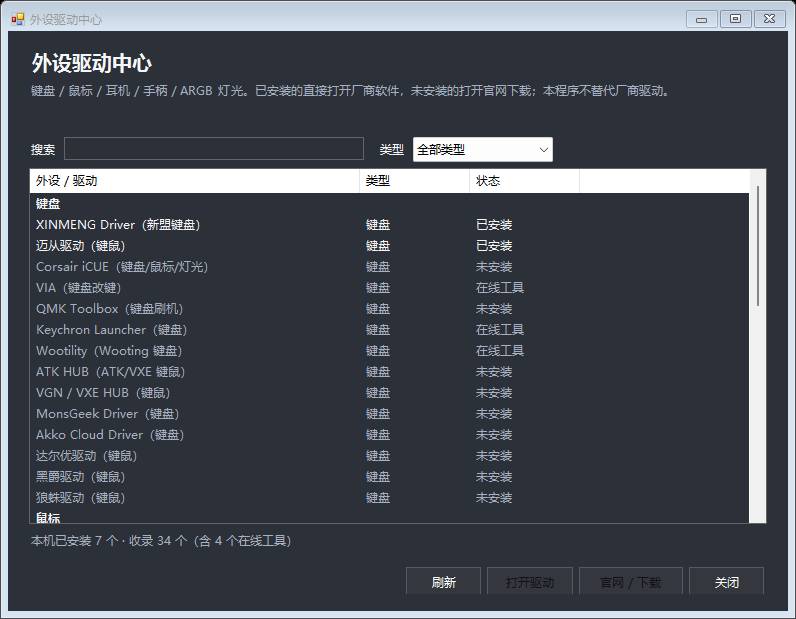 外设驱动中心
外设驱动中心
键盘 / 鼠标 / 耳机 / 手柄 / ARGB 灯光。已安装的直接打开厂商软件，未安装的打开官网下载；本程序不替代厂商驱动。
搜索 类型 全部类型
外设 / 驱动 类型 状态
键盘
XINMENG Driver（新盟键盘） 键盘 已安装
迈从驱动（键鼠） 键盘 已安装
Corsair iCUE（键盘/鼠标/灯光） 键盘 未安装
VIA（键盘改键） 键盘 在线工具
QMK Toolbox（键盘刷机） 键盘 未安装
Keychron Launcher（键盘） 键盘 在线工具
Wootility（Wooting 键盘） 键盘 在线工具
ATK HUB（ATK/VXE 键鼠） 键盘 未安装
VGN / VXE HUB（键鼠） 键盘 未安装
MonsGeek Driver（键盘） 键盘 未安装
Akko Cloud Driver（键盘） 键盘 未安装
达尔优驱动（键鼠） 键盘 未安装
黑爵驱动（键鼠） 键盘 未安装
狼蛛驱动（键鼠） 键盘 未安装
鼠标
本机已安装 7 个 · 收录 34 个（含 4 个在线工具）
刷新 打开驱动 官网 / 下载 关闭